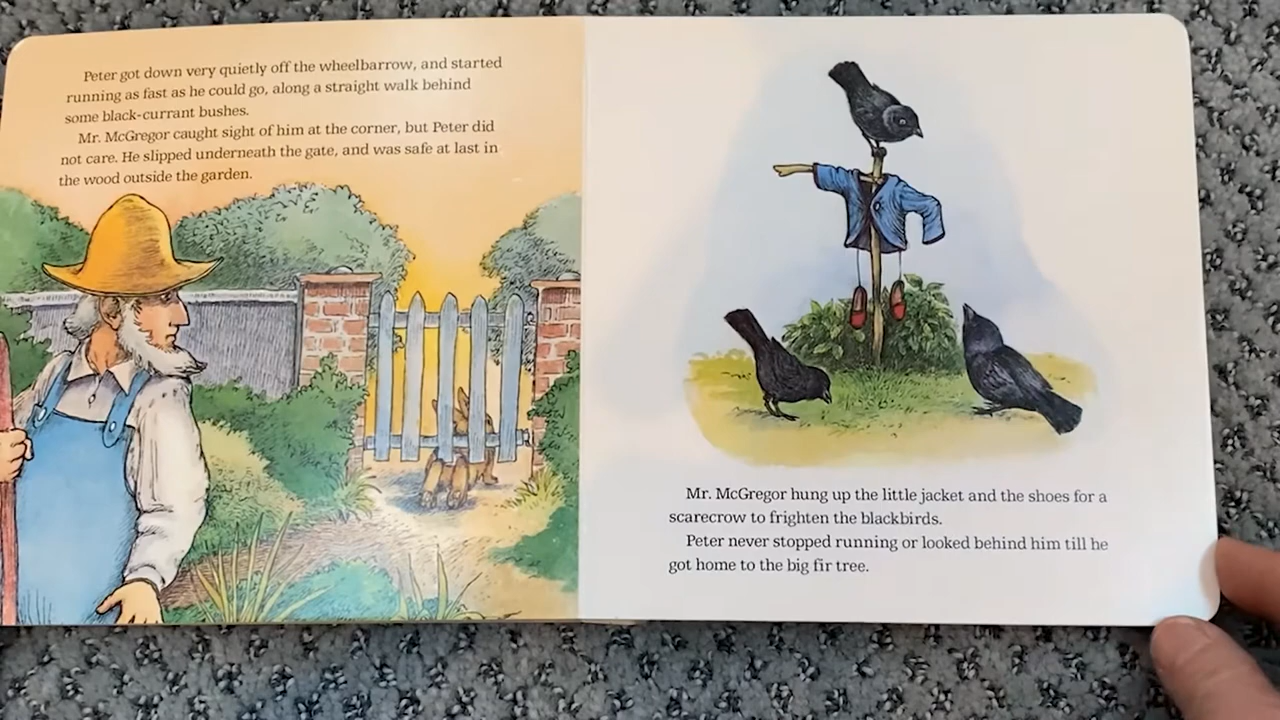 Peter got down very quietly off the wheelbarrow, and started
running as fast as he could go, along a straight walk behind
some black-currant bushes.
Mr. McGregor caught sight of him at the corner, but Peter did
not care. He slipped underneath the gate, and was safe at last in
the wood outside the garden.
Mr. McGregor hung up the little jacket and the shoes for a
scarecrow to frighten the blackbirds.
Peter never stopped running or looked behind him till he
got home to the big fir tree.